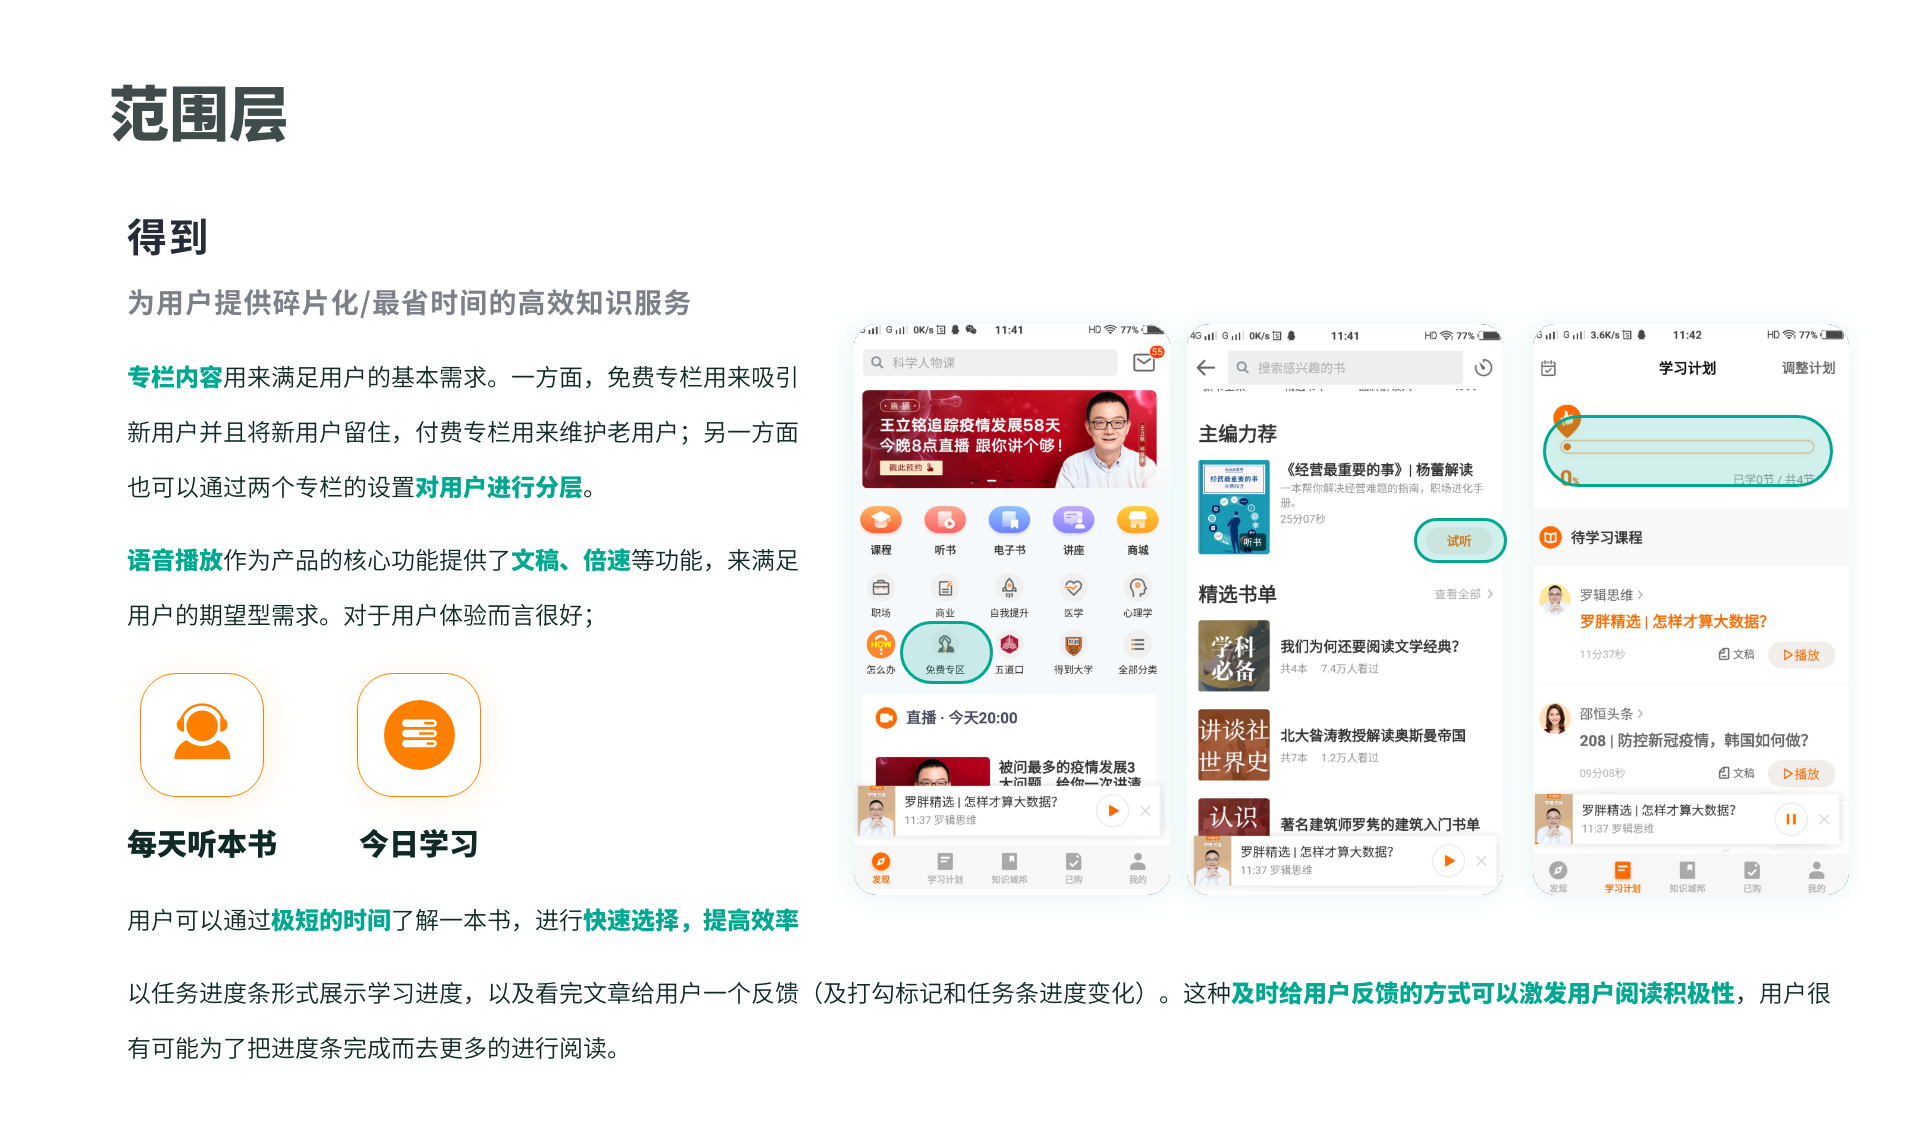 范围层
得到
为用户提供碎片化/最省时间的高效知识服务
专栏内容用来满足用户的基本需求。一方面，免费专栏用来吸引
新用户并且将新用户留住，付费专栏用来维护老用户；另一方面
也可以通过两个专栏的设置对用户进行分层。
语音播放作为产品的核心功能提供了文稿、倍速等功能，来满足
用户的期望型需求。对于用户体验而言很好；
每天听本书
今日学习
用户可以通过极短的时间了解一本书，进行快速选择，提高效率
以任务进度条形式展示学习进度，以及看完文章给用户一个反馈（及打勾标记和任务条进度变化）。这种及时给用户反馈的方式可以激发用户阅读积极性，用户很
有可能为了把进度条完成而去更多的进行阅读。
G G 0K/s 11:41 HD 77%
科学人物课
55
直播
王立铭追踪疫情发展58天
今晚8点直播 跟你讲个够！
戳此预约
课程 听书 电子书 讲座 商城
职场 商业 自我提升 医学 心理学
HOW
怎么办 免费专区 五道口 得到大学 全部分类
直播 · 今天20:00
被问最多的疫情发展3
大问题，给你一次讲清
罗胖精选 | 怎样才算大数据?
11:37 罗辑思维
发现 学习计划 知识城邦 已购 我的
4G G 0K/s 11:41 HD 77%
搜索感兴趣的书
主编力荐
经营最重要的事
听书
《经营最重要的事》| 杨蕾解读
一本帮你解决经营难题的指南，职场进化手
册。
25分07秒
试听
精选书单
查看全部
学科
必备
我们为何还要阅读文学经典？
共4本 7.4万人看过
讲谈社
世界史
北大昝涛教授解读奥斯曼帝国
共7本 1.2万人看过
认识
著名建筑师罗隽的建筑入门书单
罗胖精选 | 怎样才算大数据?
11:37 罗辑思维
G G 3.6K/s 11:42 HD 77%
学习计划
调整计划
0%
已学0节 / 共4节
待学习课程
罗辑思维
罗胖精选 | 怎样才算大数据？
11分37秒
文稿
播放
邵恒头条
208 | 防控新冠疫情，韩国如何做？
09分08秒
文稿
播放
罗胖精选 | 怎样才算大数据?
11:37 罗辑思维
发现 学习计划 知识城邦 已购 我的